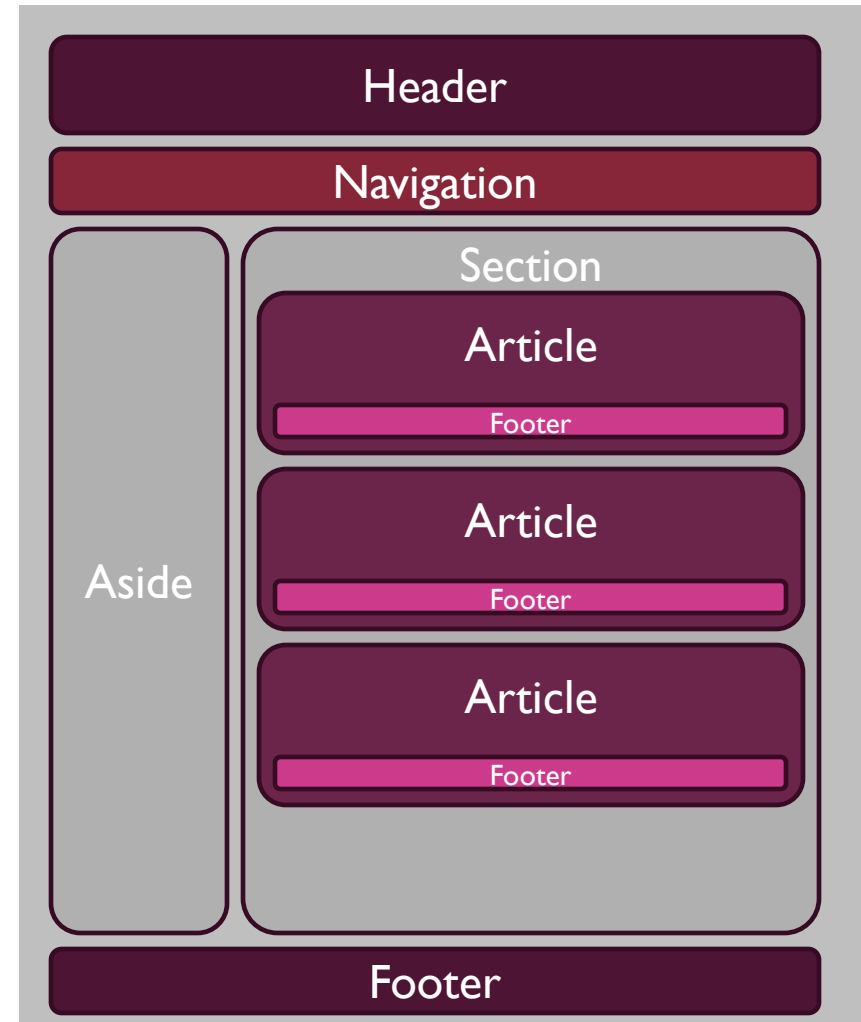 Header
Navigation
Aside
Section
Article
Footer
Article
Footer
Article
Footer
Footer